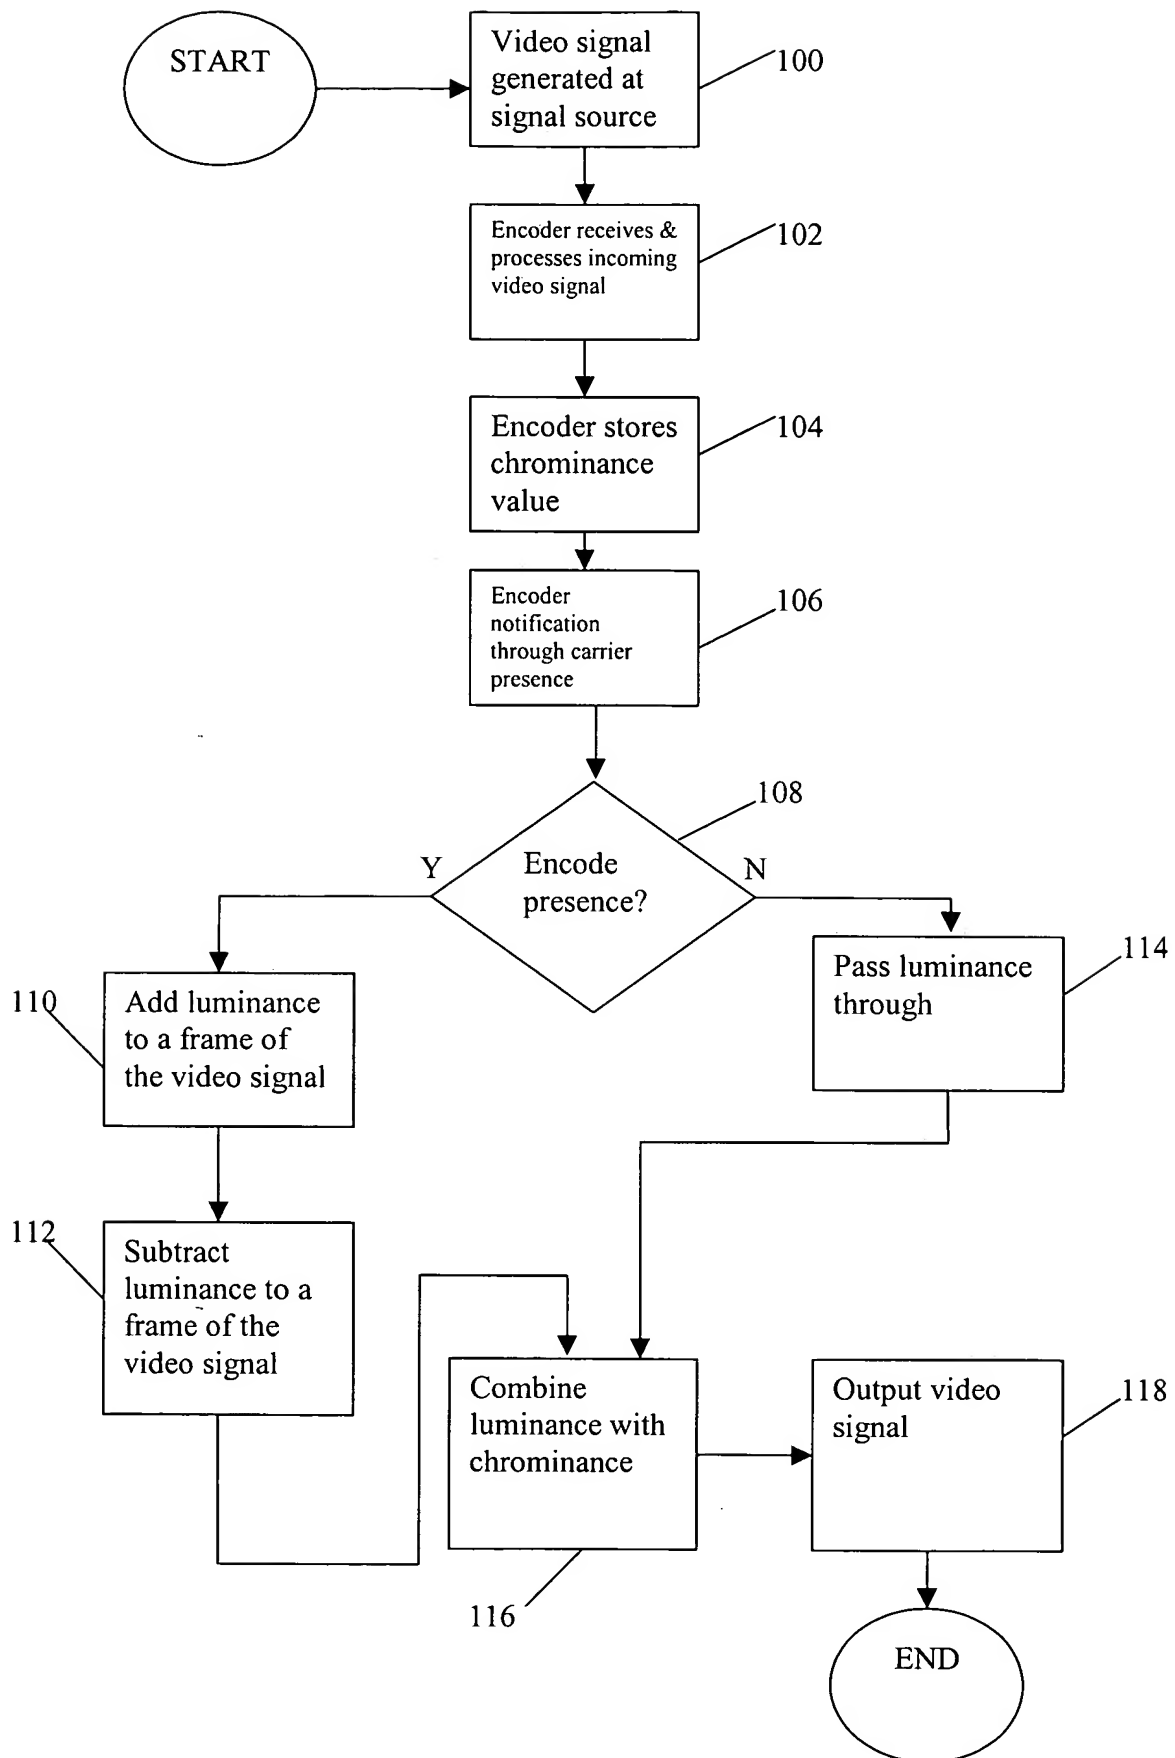 START
Video signal
generated at
signal source
100
Encoder receives &
processes incoming
video signal
102
Encoder stores
chrominance
value
104
Encoder
notification
through carrier
presence
106
108
Y
Encode
presence?
N
110
Add luminance
to a frame of
the video signal
Pass luminance
through
114
112
Subtract
luminance to a
frame of the
video signal
Combine
luminance with
chrominance
116
Output video
signal
118
END